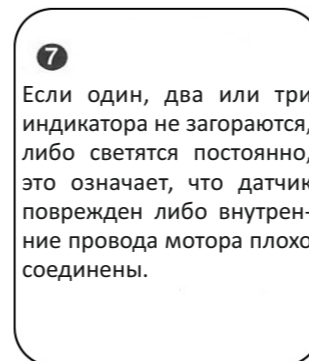 7
Если один, два или три
индикатора не загораются,
либо светятся постоянно,
это означает, что датчик
поврежден либо внутрен-
ние провода мотора плохо
соединены.